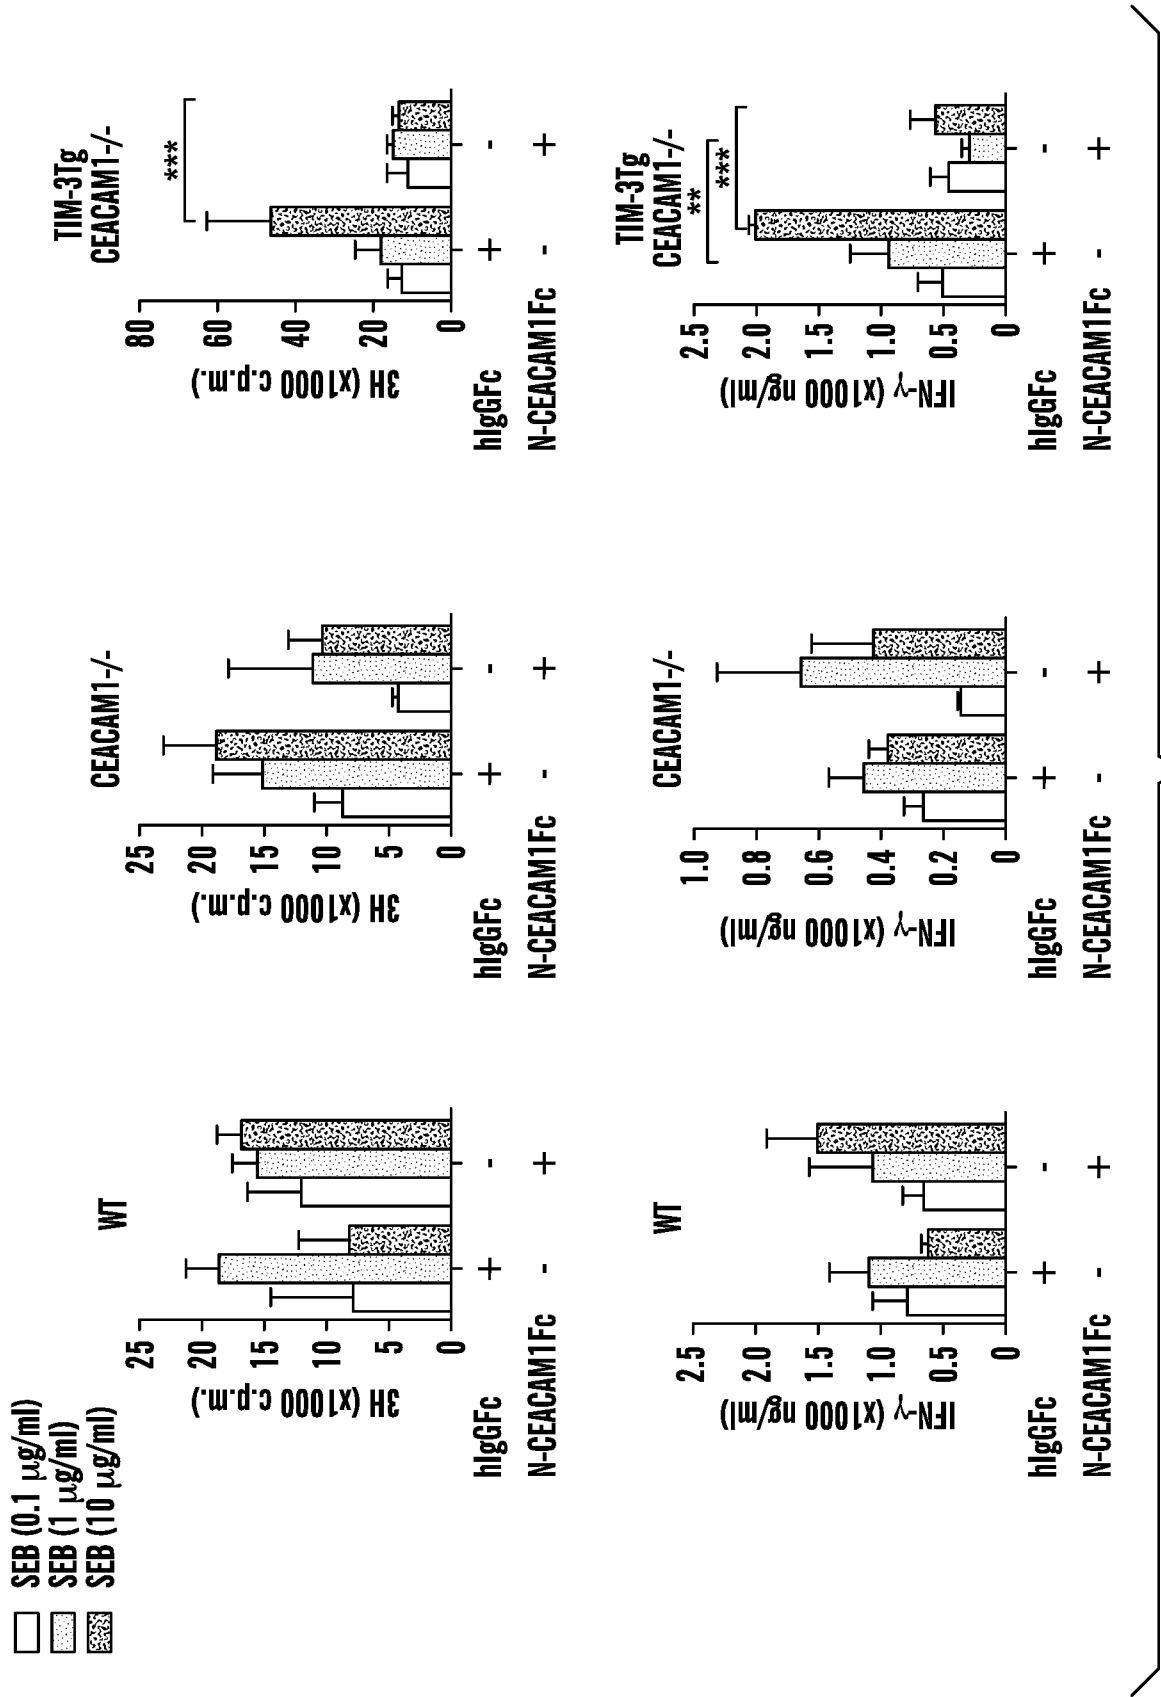 SEB (0.1 μg/ml)
SEB (1 μg/ml)
SEB (10 μg/ml)
WT
3H (x1000 c.p.m.)
25
20
15
10
5
0
hIgGFc + -
N-CEACAM1Fc - +
CEACAM1-/-
3H (x1000 c.p.m.)
25
20
15
10
5
0
hIgGFc + -
N-CEACAM1Fc - +
TIM-3Tg
CEACAM1-/-
***
3H (x1000 c.p.m.)
80
60
40
20
0
hIgGFc + -
N-CEACAM1Fc - +
WT
IFN-γ (x1000 ng/ml)
2.5
2.0
1.5
1.0
0.5
0
hIgGFc + -
N-CEACAM1Fc - +
CEACAM1-/-
IFN-γ (x1000 ng/ml)
1.0
0.8
0.6
0.4
0.2
0
hIgGFc + -
N-CEACAM1Fc - +
TIM-3Tg
CEACAM1-/-
**
***
IFN-γ (x1000 ng/ml)
2.5
2.0
1.5
1.0
0.5
0
hIgGFc + -
N-CEACAM1Fc - +